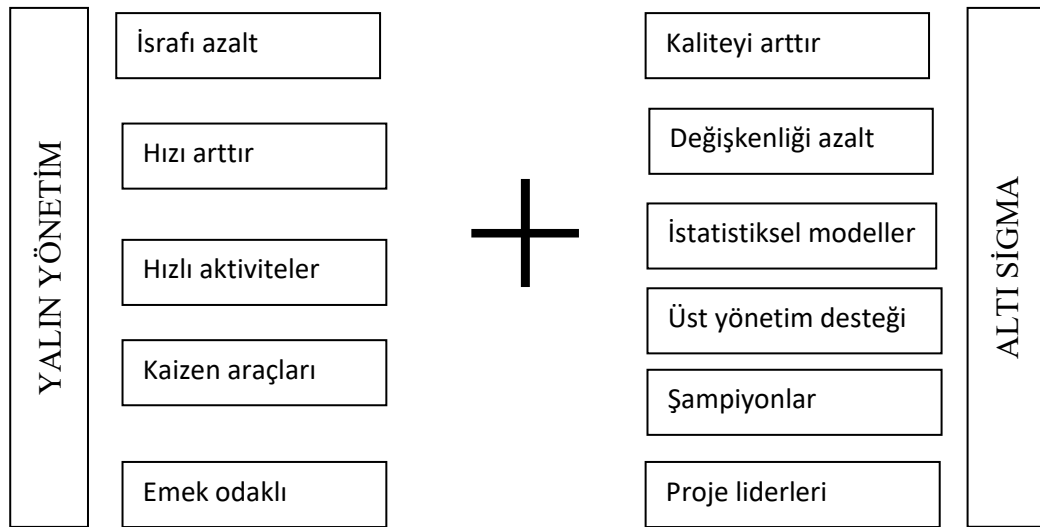 YALIN YÖNETİM
İsrafı azalt
Hızı arttır
Hızlı aktiviteler
Kaizen araçları
Emek odaklı
Kaliteyi arttır
Değişkenliği azalt
İstatistiksel modeller
Üst yönetim desteği
Şampiyonlar
Proje liderleri
ALTI SİGMA